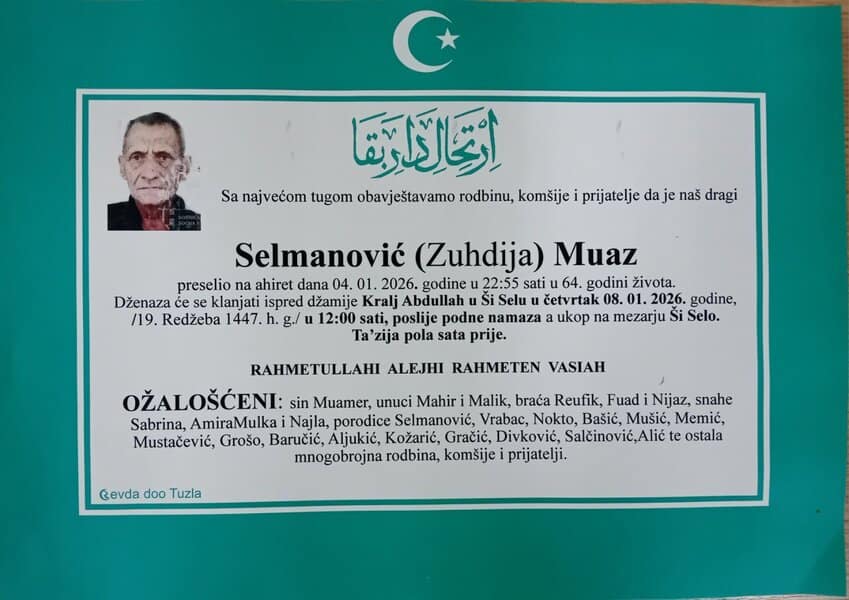 اِرْتِحَالِ دَارِ بَقَا
Sa najvećom tugom obavještavamo rodbinu, komšije i prijatelje da je naš dragi
Selmanović (Zuhdija) Muaz
preselio na ahiret dana 04. 01. 2026. godine u 22:55 sati u 64. godini života.
Dženaza će se klanjati ispred džamije Kralj Abdullah u Ši Selu u četvrtak 08. 01. 2026. godine,
/19. Redžeba 1447. h. g./ u 12:00 sati, poslije podne namaza a ukop na mezarju Ši Selo.
Ta’zija pola sata prije.
RAHMETULLAHI ALEJHI RAHMETEN VASIAH
OŽALOŠĆENI: sin Muamer, unuci Mahir i Malik, braća Reufik, Fuad i Nijaz, snahe
Sabrina, AmiraMulka i Najla, porodice Selmanović, Vrabac, Nokto, Bašić, Mušić, Memić,
Mustačević, Grošo, Baručić, Aljukić, Kožarić, Gračić, Divković, Salčinović,Alić te ostala
mnogobrojna rodbina, komšije i prijatelji.
evda doo Tuzla